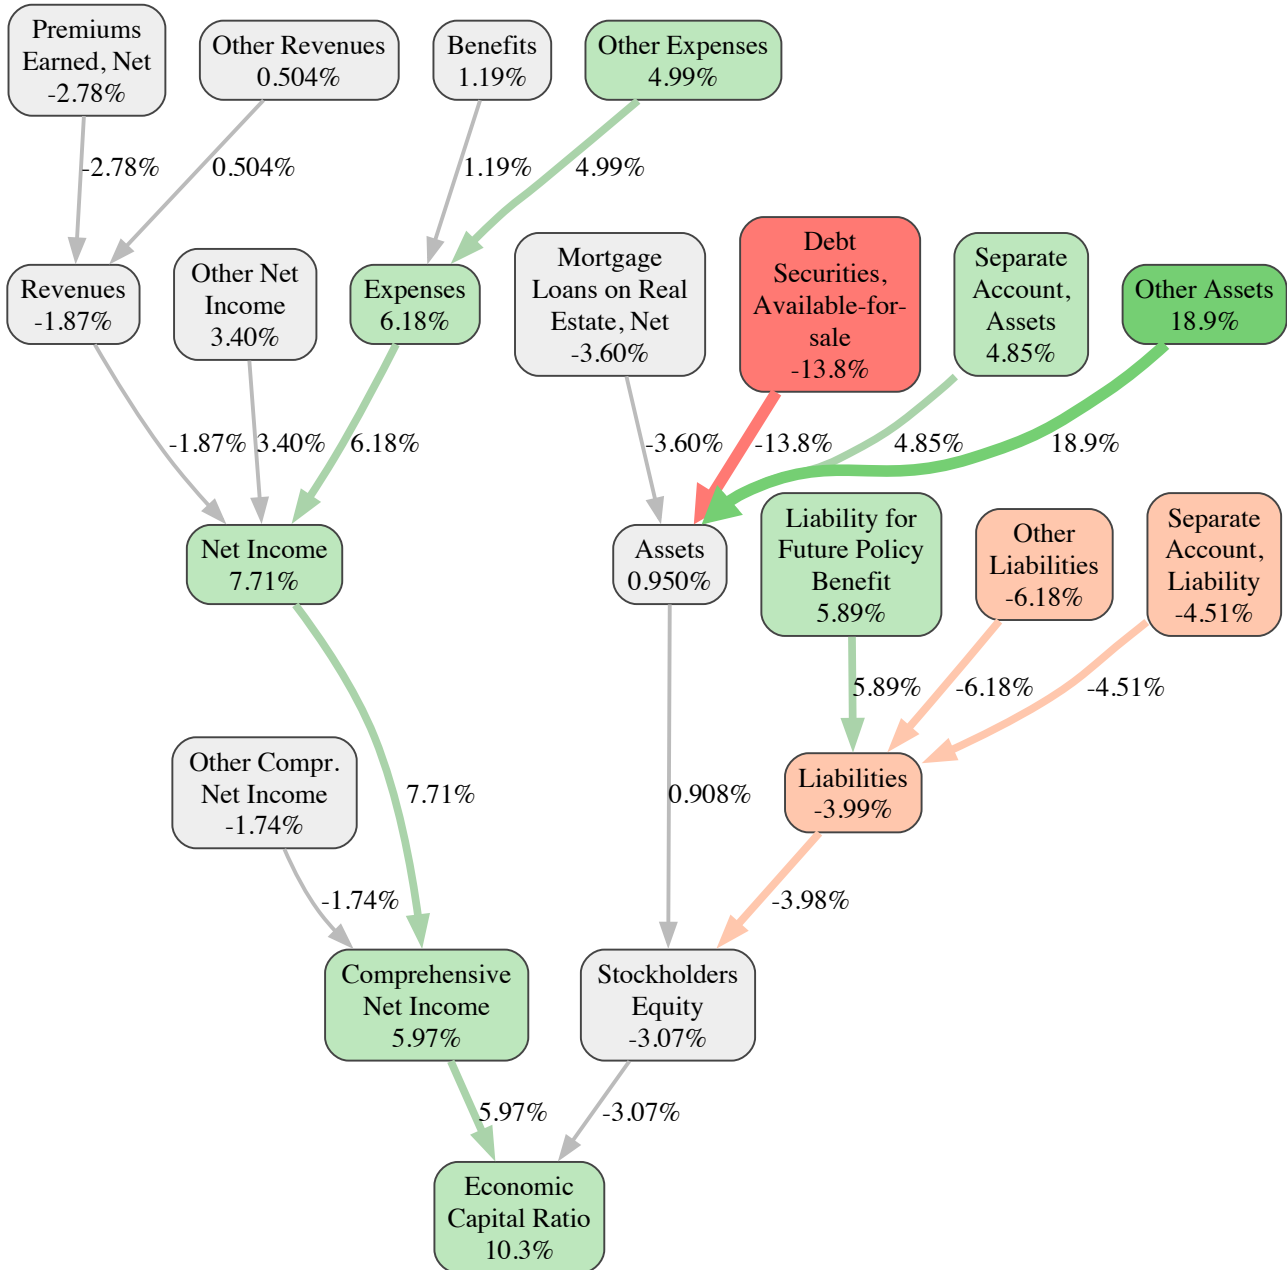 Premiums
Earned, Net
-2.78%
Other Revenues
0.504%
Benefits
1.19%
Other Expenses
4.99%
-2.78%
0.504%
1.19%
4.99%
Revenues
-1.87%
Other Net
Income
3.40%
Expenses
6.18%
Mortgage
Loans on Real
Estate, Net
-3.60%
Debt
Securities,
Available-for-
sale
-13.8%
Separate
Account,
Assets
4.85%
Other Assets
18.9%
-1.87%
3.40%
6.18%
-3.60%
-13.8%
4.85%
18.9%
Net Income
7.71%
Assets
0.950%
Liability for
Future Policy
Benefit
5.89%
Other
Liabilities
-6.18%
Separate
Account,
Liability
-4.51%
5.89%
-6.18%
-4.51%
Other Compr.
Net Income
-1.74%
7.71%
0.908%
Liabilities
-3.99%
-1.74%
-3.98%
Comprehensive
Net Income
5.97%
Stockholders
Equity
-3.07%
5.97%
-3.07%
Economic
Capital Ratio
10.3%